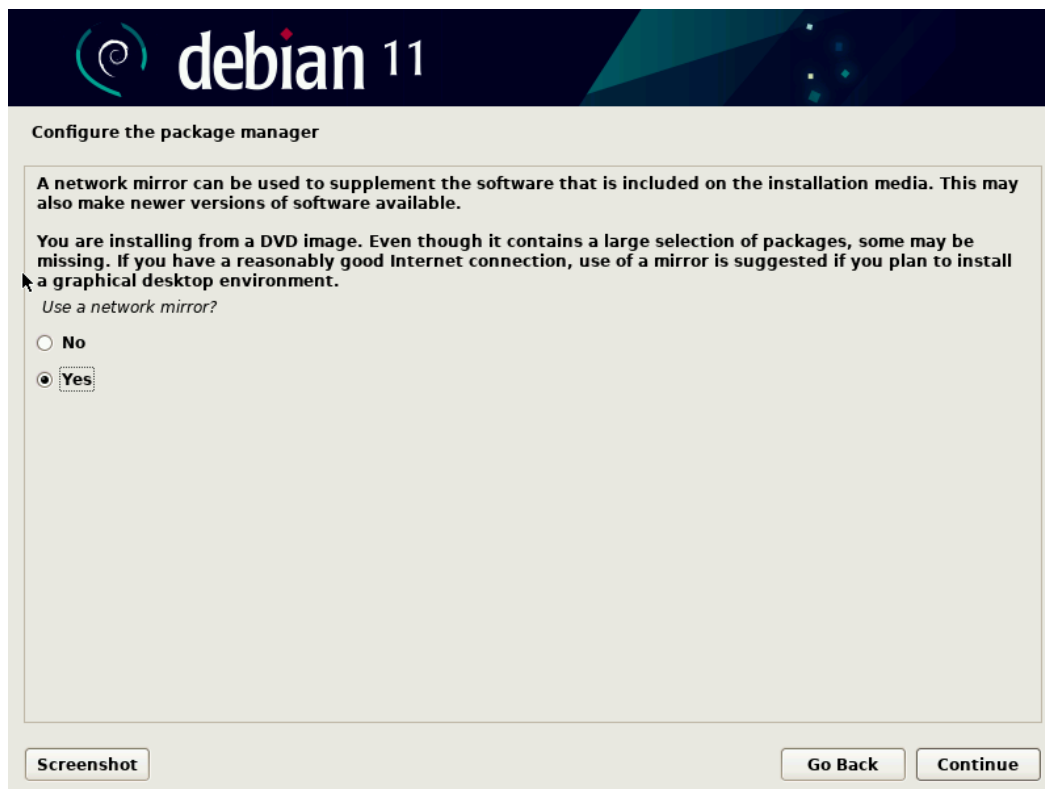 debian 11
Configure the package manager
A network mirror can be used to supplement the software that is included on the installation media. This may
also make newer versions of software available.
You are installing from a DVD image. Even though it contains a large selection of packages, some may be
missing. If you have a reasonably good Internet connection, use of a mirror is suggested if you plan to install
a graphical desktop environment.
Use a network mirror?
No
Yes
Screenshot
Go Back
Continue